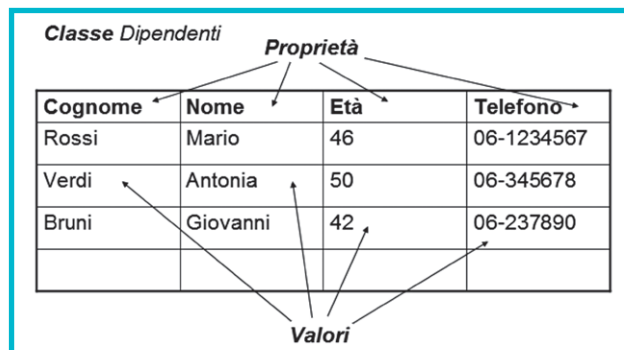 Classe Dipendenti
Proprietà
Cognome Nome Età Telefono
Rossi Mario 46 06-1234567
Verdi Antonia 50 06-345678
Bruni Giovanni 42 06-237890
Valori